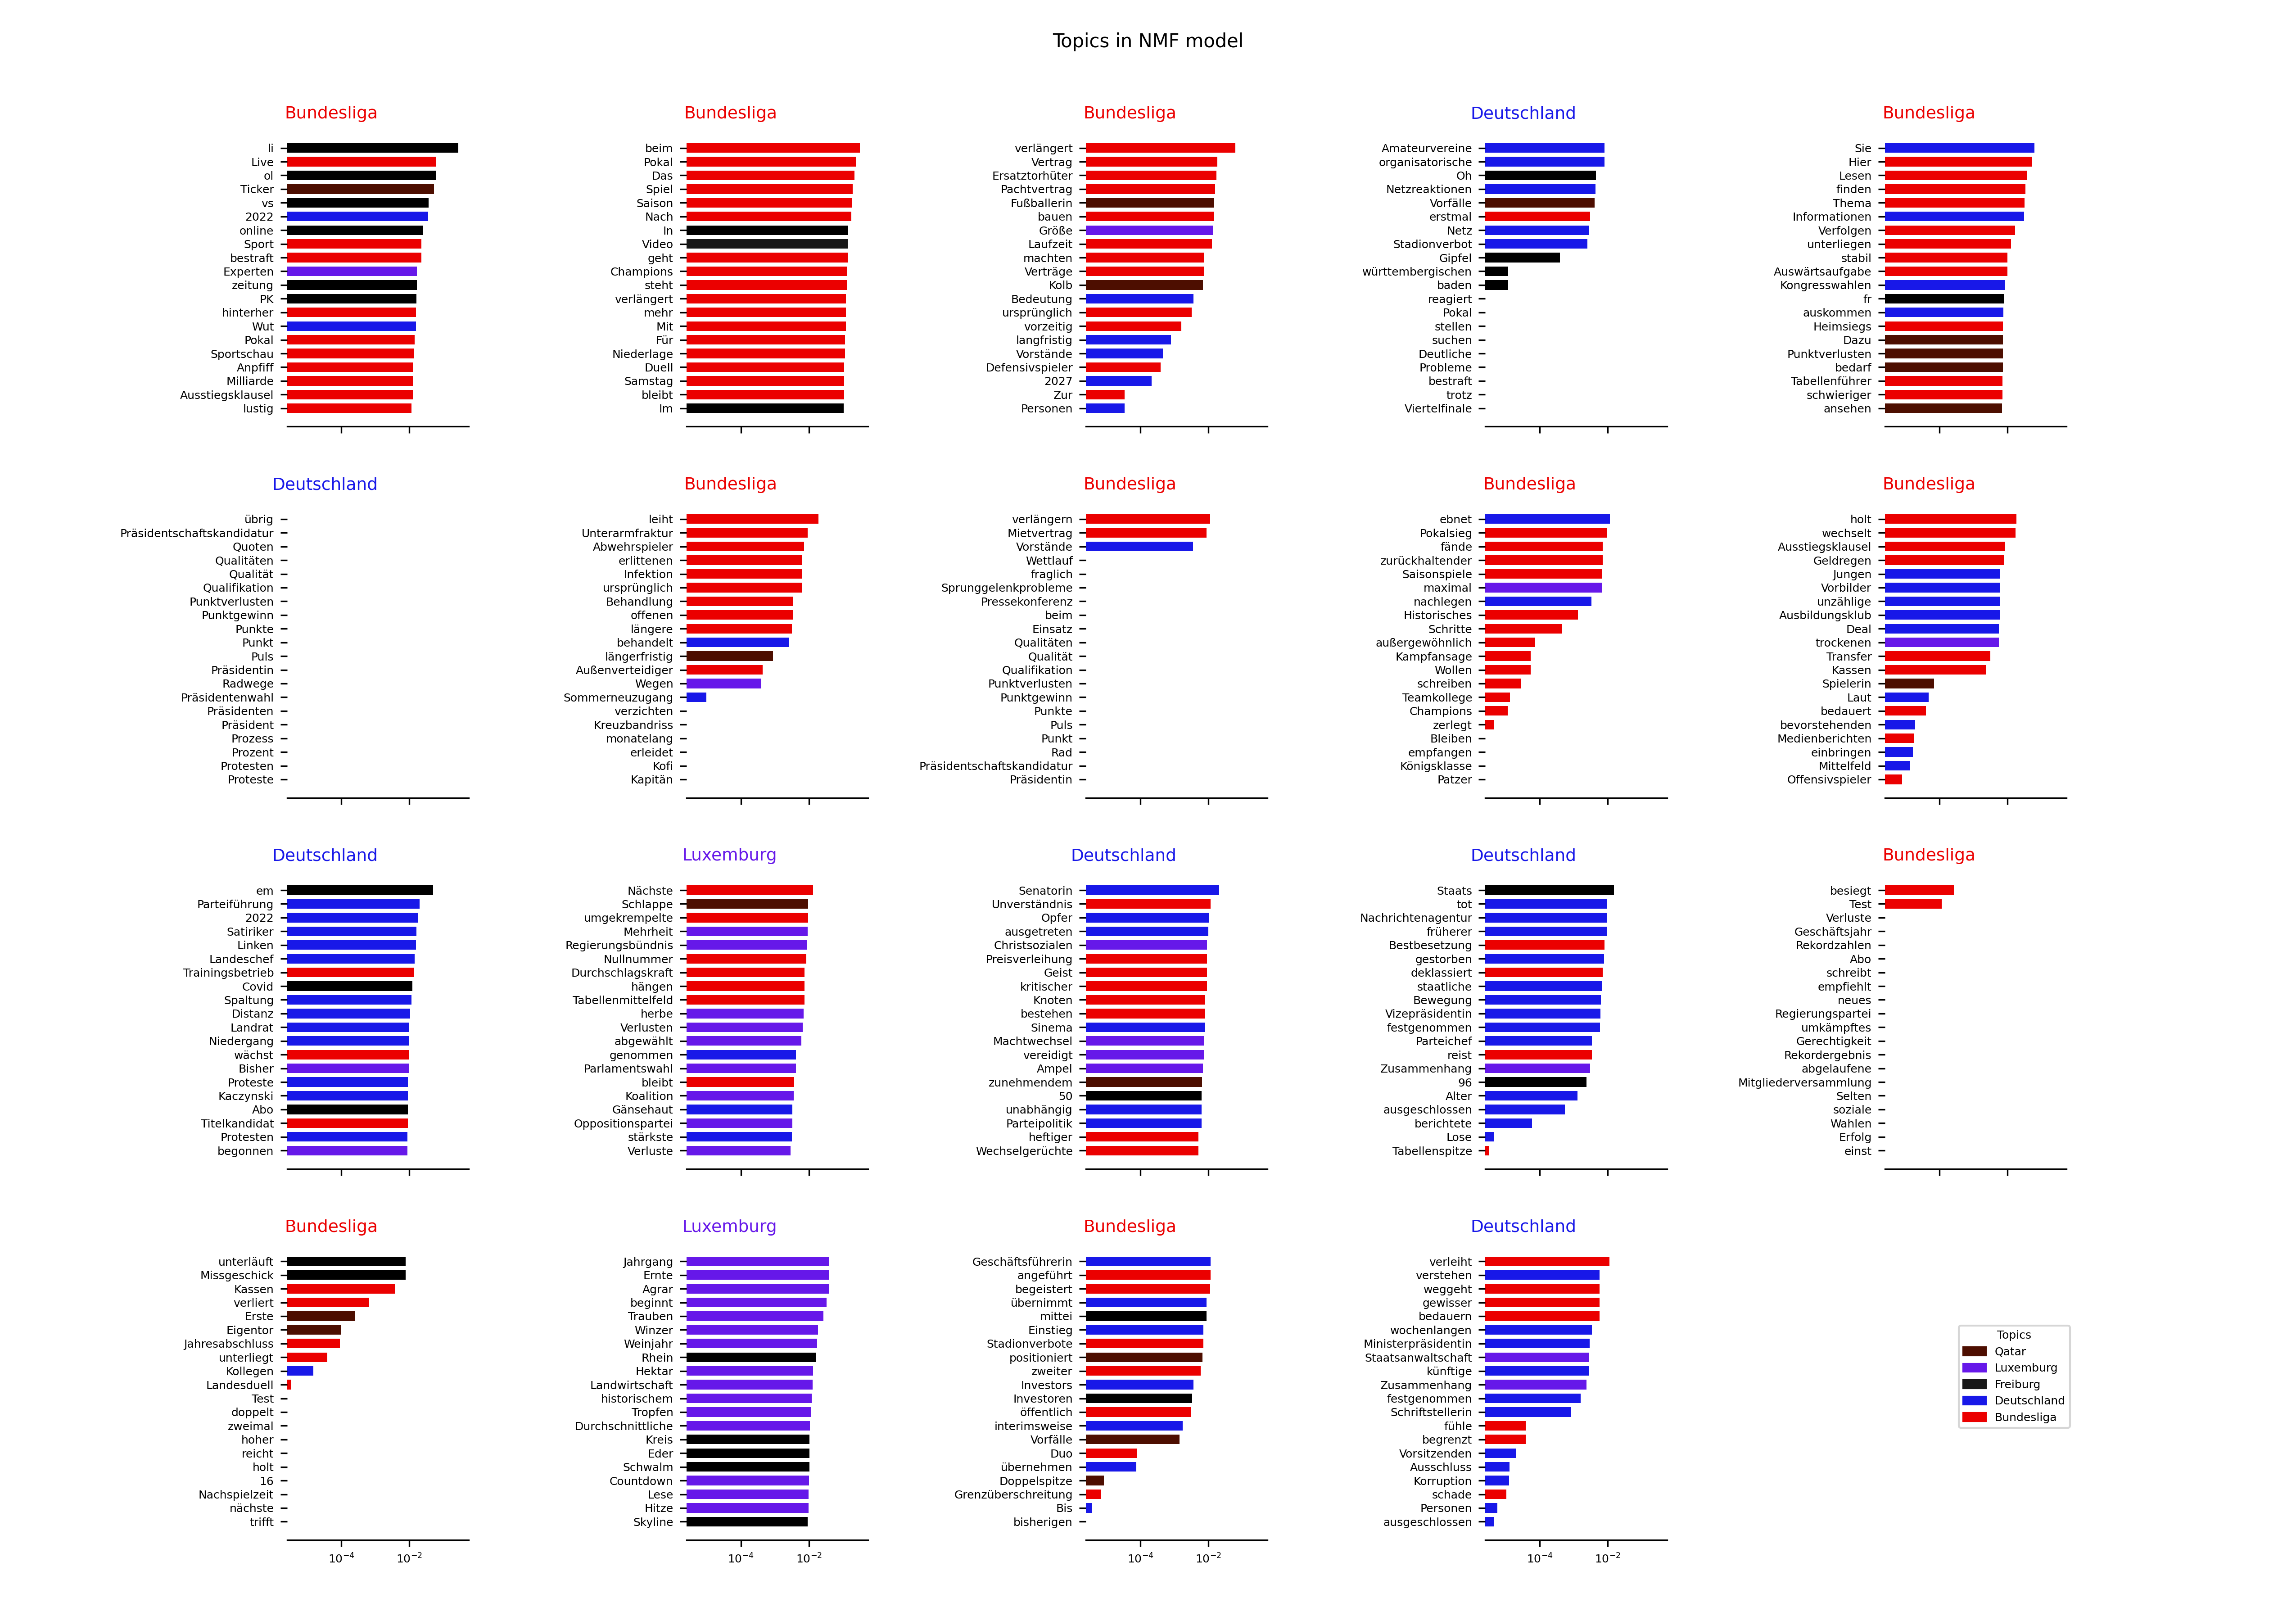 Topics in NMF model
Bundesliga
li
Live
ol
Ticker
vs
2022
online
Sport
bestraft
Experten
zeitung
PK
hinterher
Wut
Pokal
Sportschau
Anpfiff
Milliarde
Ausstiegsklausel
lustig
Bundesliga
beim
Pokal
Das
Spiel
Saison
Nach
In
Video
geht
Champions
steht
verlängert
mehr
Mit
Für
Niederlage
Duell
Samstag
bleibt
Im
Bundesliga
verlängert
Vertrag
Ersatztorhüter
Pachtvertrag
Fußballerin
bauen
Größe
Laufzeit
machten
Verträge
Kolb
Bedeutung
ursprünglich
vorzeitig
langfristig
Vorstände
Defensivspieler
2027
Zur
Personen
Deutschland
Amateurvereine
organisatorische
Oh
Netzreaktionen
Vorfälle
erstmal
Netz
Stadionverbot
Gipfel
württembergischen
baden
reagiert
Pokal
stellen
suchen
Deutliche
Probleme
bestraft
trotz
Viertelfinale
Bundesliga
Sie
Hier
Lesen
finden
Thema
Informationen
Verfolgen
unterliegen
stabil
Auswärtsaufgabe
Kongresswahlen
fr
auskommen
Heimsiegs
Dazu
Punktverlusten
bedarf
Tabellenführer
schwieriger
ansehen
Deutschland
übrig
Präsidentschaftskandidatur
Quoten
Qualitäten
Qualität
Qualifikation
Punktverlusten
Punktgewinn
Punkte
Punkt
Puls
Präsidentin
Radwege
Präsidentenwahl
Präsidenten
Präsident
Prozess
Prozent
Protesten
Proteste
Bundesliga
leiht
Unterarmfraktur
Abwehrspieler
erlittenen
Infektion
ursprünglich
Behandlung
offenen
längere
behandelt
längerfristig
Außenverteidiger
Wegen
Sommerneuzugang
verzichten
Kreuzbandriss
monatelang
erleidet
Kofi
Kapitän
Bundesliga
verlängern
Mietvertrag
Vorstände
Wettlauf
fraglich
Sprunggelenkprobleme
Pressekonferenz
beim
Einsatz
Qualitäten
Qualität
Qualifikation
Punktverlusten
Punktgewinn
Punkte
Puls
Punkt
Rad
Präsidentschaftskandidatur
Präsidentin
Bundesliga
ebnet
Pokalsieg
fände
zurückhaltender
Saisonspiele
maximal
nachlegen
Historisches
Schritte
außergewöhnlich
Kampfansage
Wollen
schreiben
Teamkollege
Champions
zerlegt
Bleiben
empfangen
Königsklasse
Patzer
Bundesliga
holt
wechselt
Ausstiegsklausel
Geldregen
Jungen
Vorbilder
unzählige
Ausbildungsklub
Deal
trockenen
Transfer
Kassen
Spielerin
Laut
bedauert
bevorstehenden
Medienberichten
einbringen
Mittelfeld
Offensivspieler
Deutschland
em
Parteiführung
2022
Satiriker
Linken
Landeschef
Trainingsbetrieb
Covid
Spaltung
Distanz
Landrat
Niedergang
wächst
Bisher
Proteste
Kaczynski
Abo
Titelkandidat
Protesten
begonnen
Luxemburg
Nächste
Schlappe
umgekrempelte
Mehrheit
Regierungsbündnis
Nullnummer
Durchschlagskraft
hängen
Tabellenmittelfeld
herbe
Verlusten
abgewählt
genommen
Parlamentswahl
bleibt
Koalition
Gänsehaut
Oppositionspartei
stärkste
Verluste
Deutschland
Senatorin
Unverständnis
Opfer
ausgetreten
Christsozialen
Preisverleihung
Geist
kritischer
Knoten
bestehen
Sinema
Machtwechsel
vereidigt
Ampel
zunehmendem
50
unabhängig
Parteipolitik
heftiger
Wechselgerüchte
Deutschland
Staats
tot
Nachrichtenagentur
früherer
Bestbesetzung
gestorben
deklassiert
staatliche
Bewegung
Vizepräsidentin
festgenommen
Parteichef
reist
Zusammenhang
96
Alter
ausgeschlossen
berichtete
Lose
Tabellenspitze
Bundesliga
besiegt
Test
Verluste
Geschäftsjahr
Rekordzahlen
Abo
schreibt
empfiehlt
neues
Regierungspartei
umkämpftes
Gerechtigkeit
Rekordergebnis
abgelaufene
Mitgliederversammlung
Selten
soziale
Wahlen
Erfolg
einst
Bundesliga
unterläuft
Missgeschick
Kassen
verliert
Erste
Eigentor
Jahresabschluss
unterliegt
Kollegen
Landesduell
Test
doppelt
zweimal
hoher
reicht
holt
16
Nachspielzeit
nächste
trifft
10⁻⁴ 10⁻²
Luxemburg
Jahrgang
Ernte
Agrar
beginnt
Trauben
Winzer
Weinjahr
Rhein
Hektar
Landwirtschaft
historischem
Tropfen
Durchschnittliche
Kreis
Eder
Schwalm
Countdown
Lese
Hitze
Skyline
10⁻⁴ 10⁻²
Bundesliga
Geschäftsführerin
angeführt
begeistert
übernimmt
mittei
Einstieg
Stadionverbote
positioniert
zweiter
Investors
Investoren
öffentlich
interimsweise
Vorfälle
Duo
übernehmen
Doppelspitze
Grenzüberschreitung
Bis
bisherigen
10⁻⁴ 10⁻²
Deutschland
verleiht
verstehen
weggeht
gewisser
bedauern
wochenlangen
Ministerpräsidentin
Staatsanwaltschaft
künftige
Zusammenhang
festgenommen
Schriftstellerin
fühle
begrenzt
Vorsitzenden
Ausschluss
Korruption
schade
Personen
ausgeschlossen
10⁻⁴ 10⁻²
Topics
Qatar
Luxemburg
Freiburg
Deutschland
Bundesliga